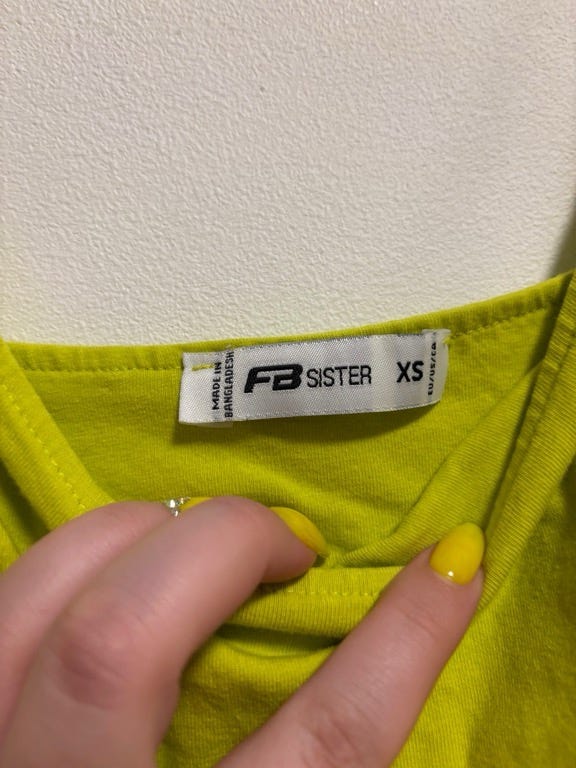 MADE IN
BANGLADESH
FB SISTER
XS
EU/US/CA